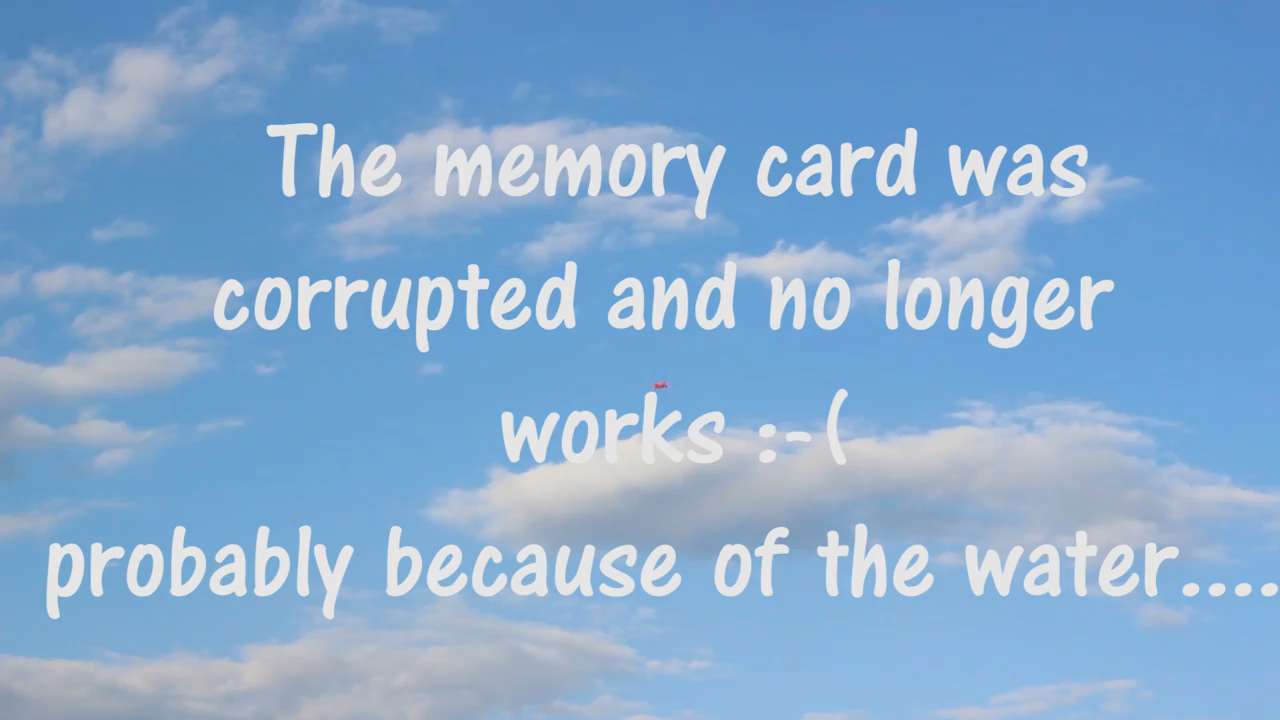 The memory card was
corrupted and no longer
works :-(
probably because of the water....